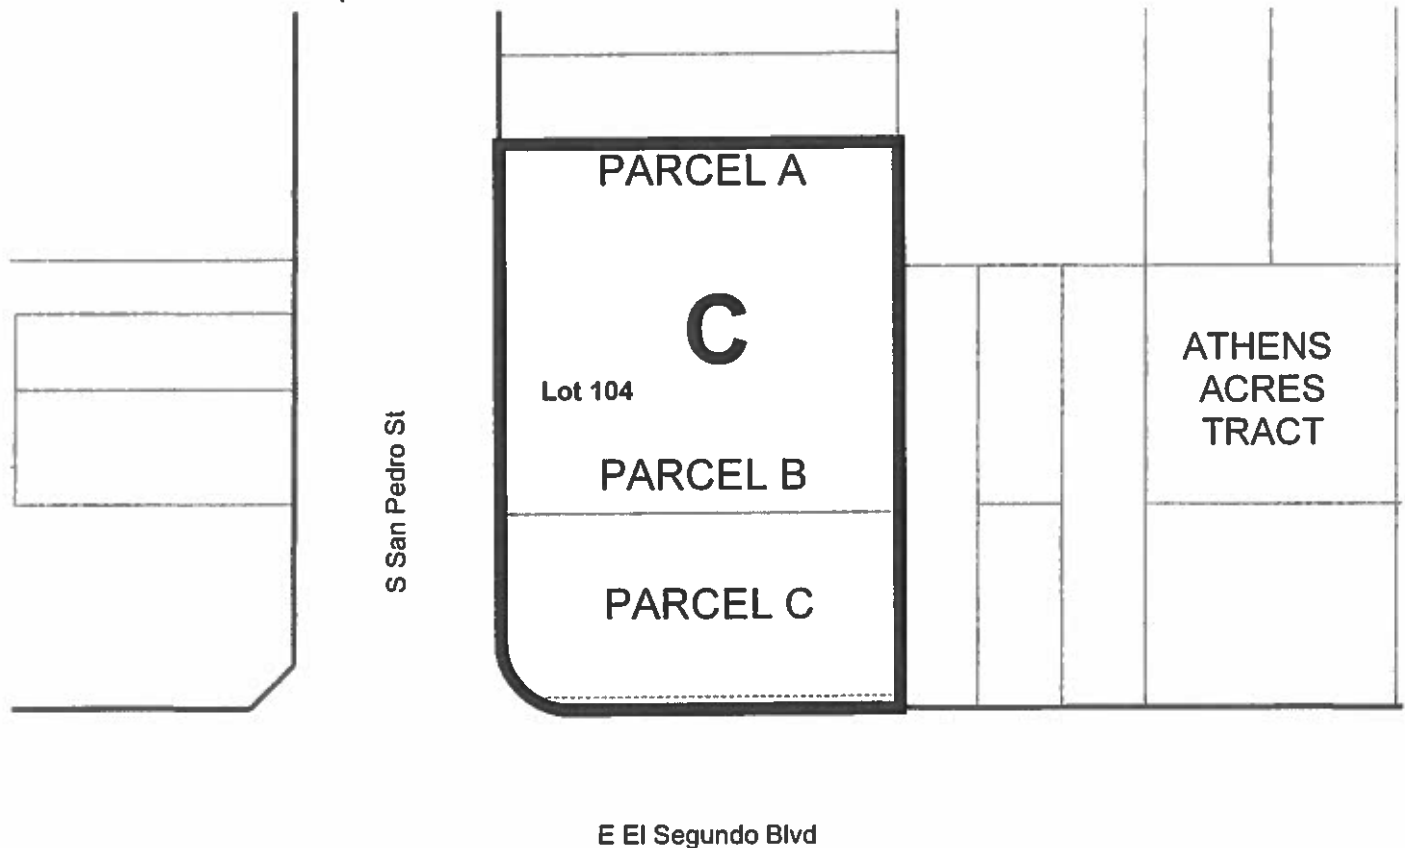 PARCEL A
C
Lot 104
PARCEL B
PARCEL C
S San Pedro St
ATHENS
ACRES
TRACT
E El Segundo Blvd